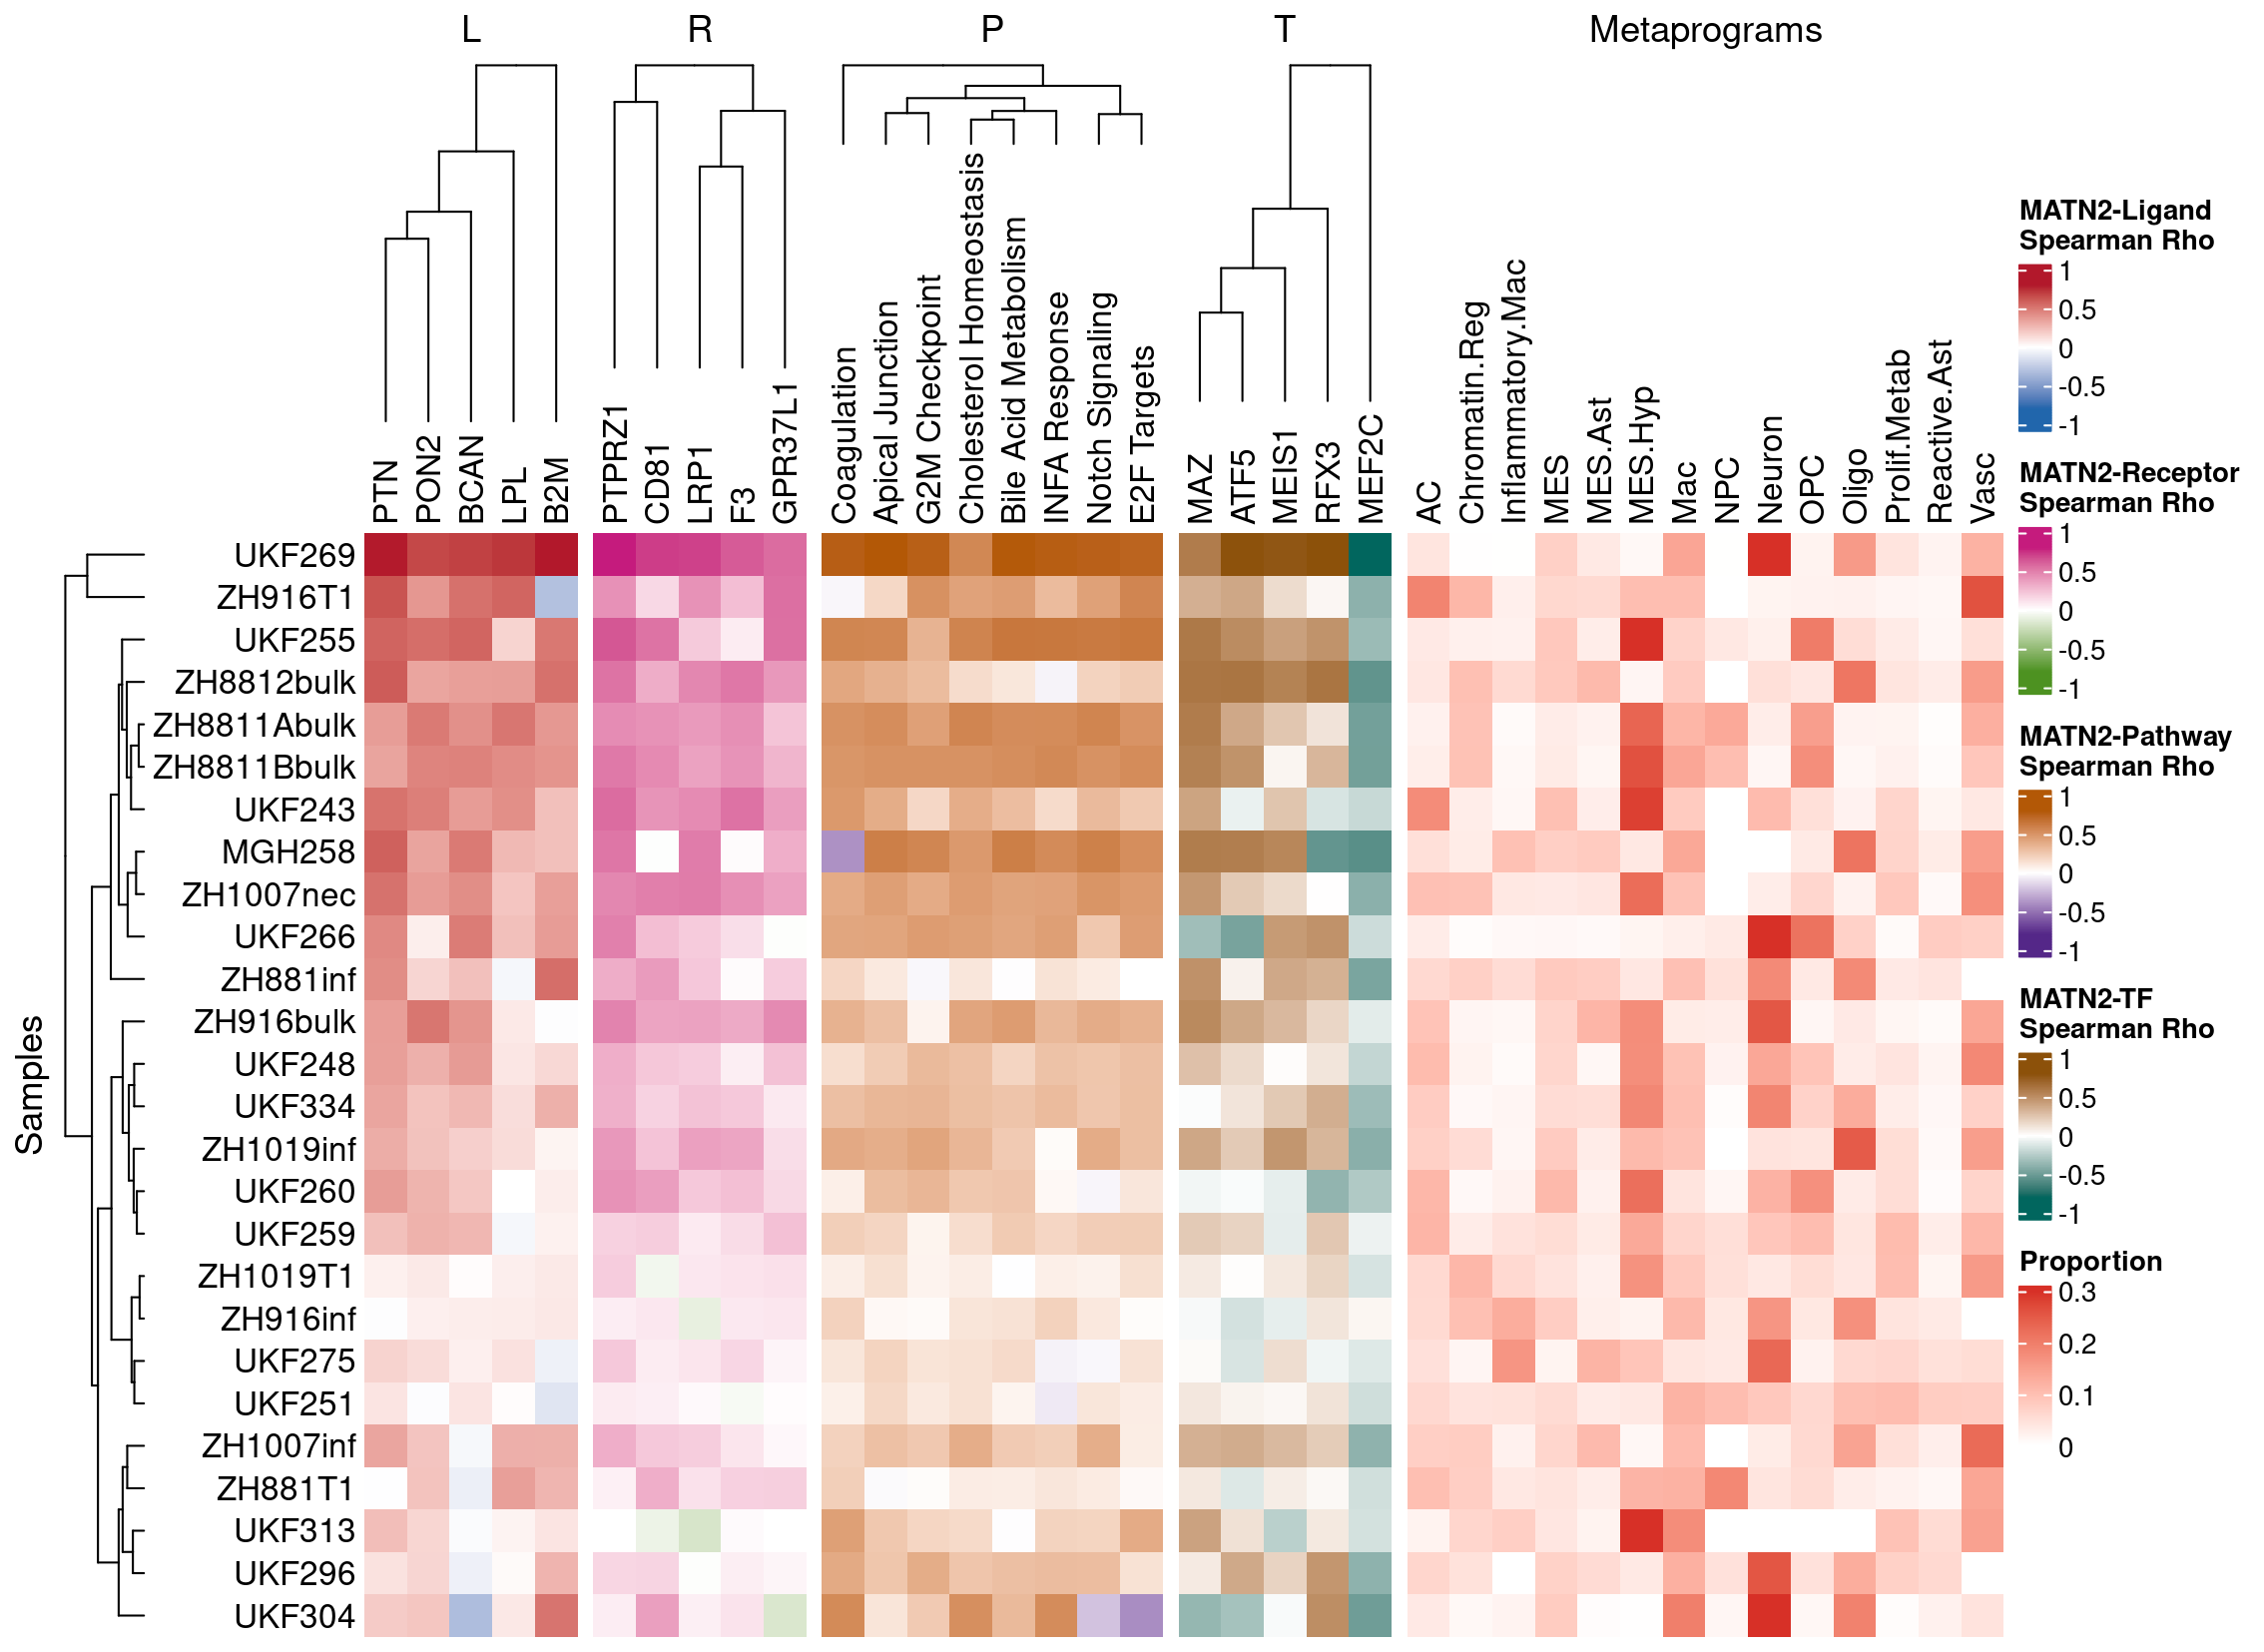 L
R
P
T
Metaprograms
PTN
PON2
BCAN
LPL
B2M
PTPRZ1
CD81
LRP1
F3
GPR37L1
Coagulation
Apical Junction
G2M Checkpoint
Cholesterol Homeostasis
Bile Acid Metabolism
INFA Response
Notch Signaling
E2F Targets
MAZ
ATF5
MEIS1
RFX3
MEF2C
AC
Chromatin.Reg
Inflammatory.Mac
MES
MES.Ast
MES.Hyp
Mac
NPC
Neuron
OPC
Oligo
Prolif.Metab
Reactive.Ast
Vasc
Samples
UKF269
ZH916T1
UKF255
ZH8812bulk
ZH8811Abulk
ZH8811Bbulk
UKF243
MGH258
ZH1007nec
UKF266
ZH881inf
ZH916bulk
UKF248
UKF334
ZH1019inf
UKF260
UKF259
ZH1019T1
ZH916inf
UKF275
UKF251
ZH1007inf
ZH881T1
UKF313
UKF296
UKF304
MATN2-Ligand
Spearman Rho
1
0.5
0
-0.5
-1
MATN2-Receptor
Spearman Rho
1
0.5
0
-0.5
-1
MATN2-Pathway
Spearman Rho
1
0.5
0
-0.5
-1
MATN2-TF
Spearman Rho
1
0.5
0
-0.5
-1
Proportion
0.3
0.2
0.1
0